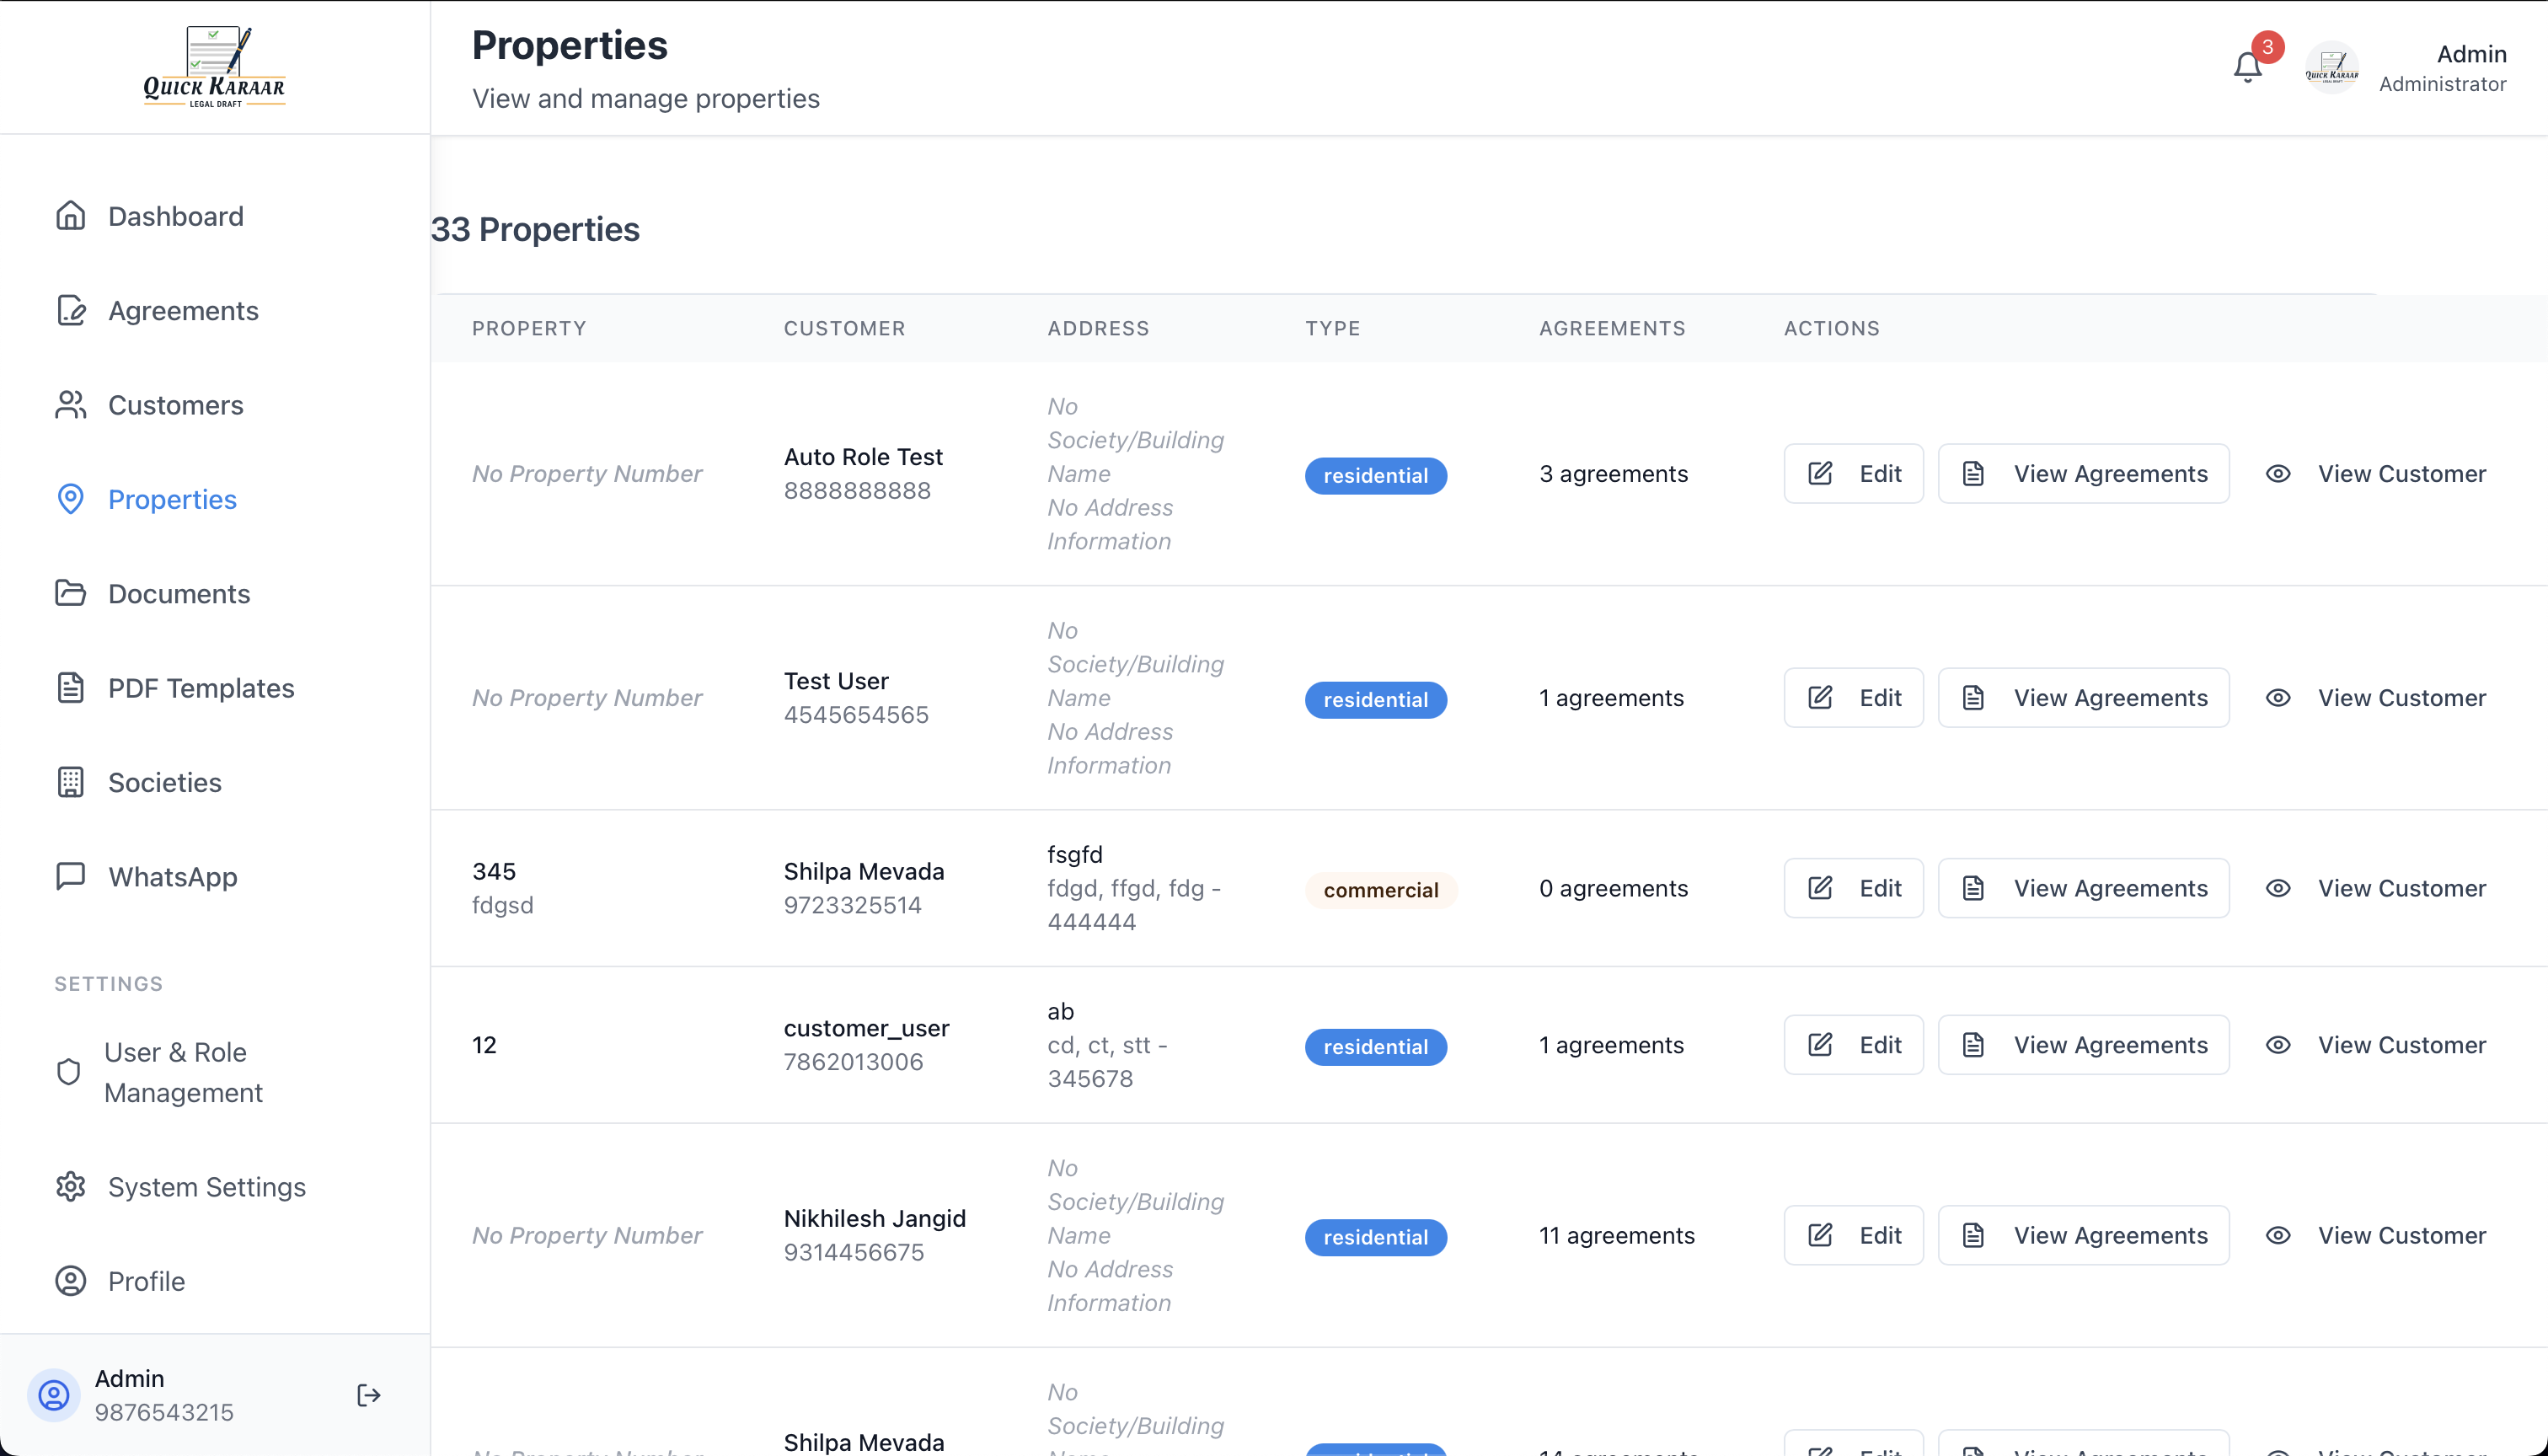 QUICK KARAAR
LEGAL DRAFT
Properties
View and manage properties
3
QUICK KARAAR
Admin
Administrator
Dashboard
Agreements
Customers
Properties
Documents
PDF Templates
Societies
WhatsApp
SETTINGS
User & Role
Management
System Settings
Profile
Admin
9876543215
33 Properties
PROPERTY CUSTOMER ADDRESS TYPE AGREEMENTS ACTIONS
No Property Number
Auto Role Test
8888888888
No
Society/Building
Name
No Address
Information
residential
3 agreements
Edit View Agreements View Customer
No Property Number
Test User
4545654565
No
Society/Building
Name
No Address
Information
residential
1 agreements
Edit View Agreements View Customer
345
fdgsd
Shilpa Mevada
9723325514
fsgfd
fdgd, ffgd, fdg -
444444
commercial
0 agreements
Edit View Agreements View Customer
12
customer_user
7862013006
ab
cd, ct, stt -
345678
residential
1 agreements
Edit View Agreements View Customer
No Property Number
Nikhilesh Jangid
9314456675
No
Society/Building
Name
No Address
Information
residential
11 agreements
Edit View Agreements View Customer
Shilpa Mevada
No
Society/Building